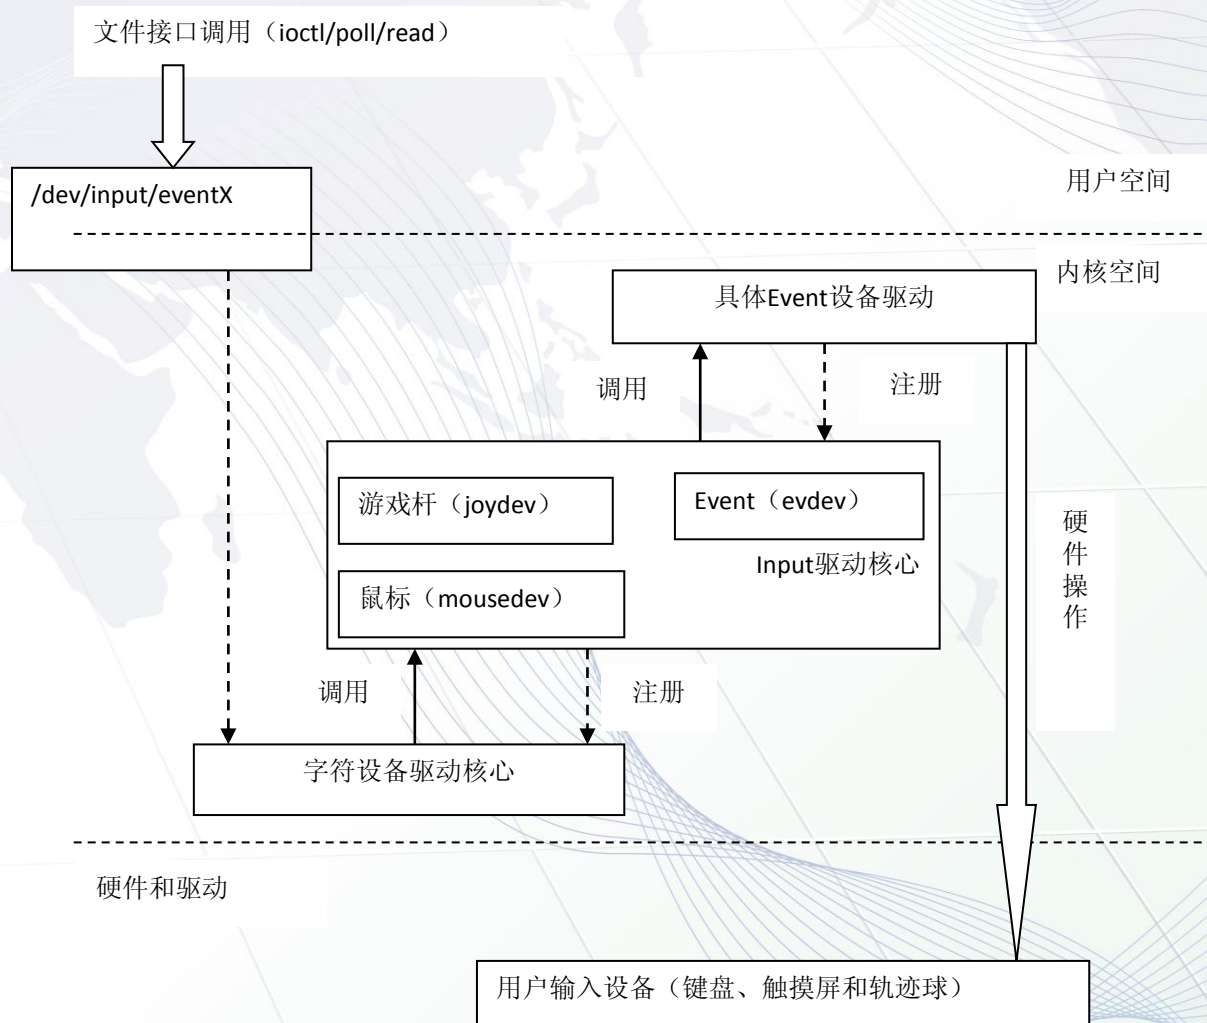 文件接口调用（ioctl/poll/read）
/dev/input/eventX
用户空间
内核空间
具体Event设备驱动
调用
注册
游戏杆（joydev）
Event（evdev）
Input驱动核心
鼠标（mousedev）
硬件操作
调用
注册
字符设备驱动核心
硬件和驱动
用户输入设备（键盘、触摸屏和轨迹球）